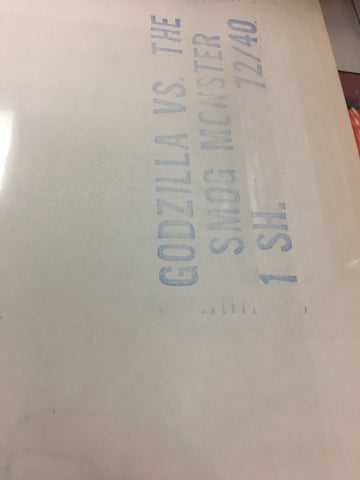 GODZILLA VS. THE
SMOG MONSTER
1 SH. 72/40